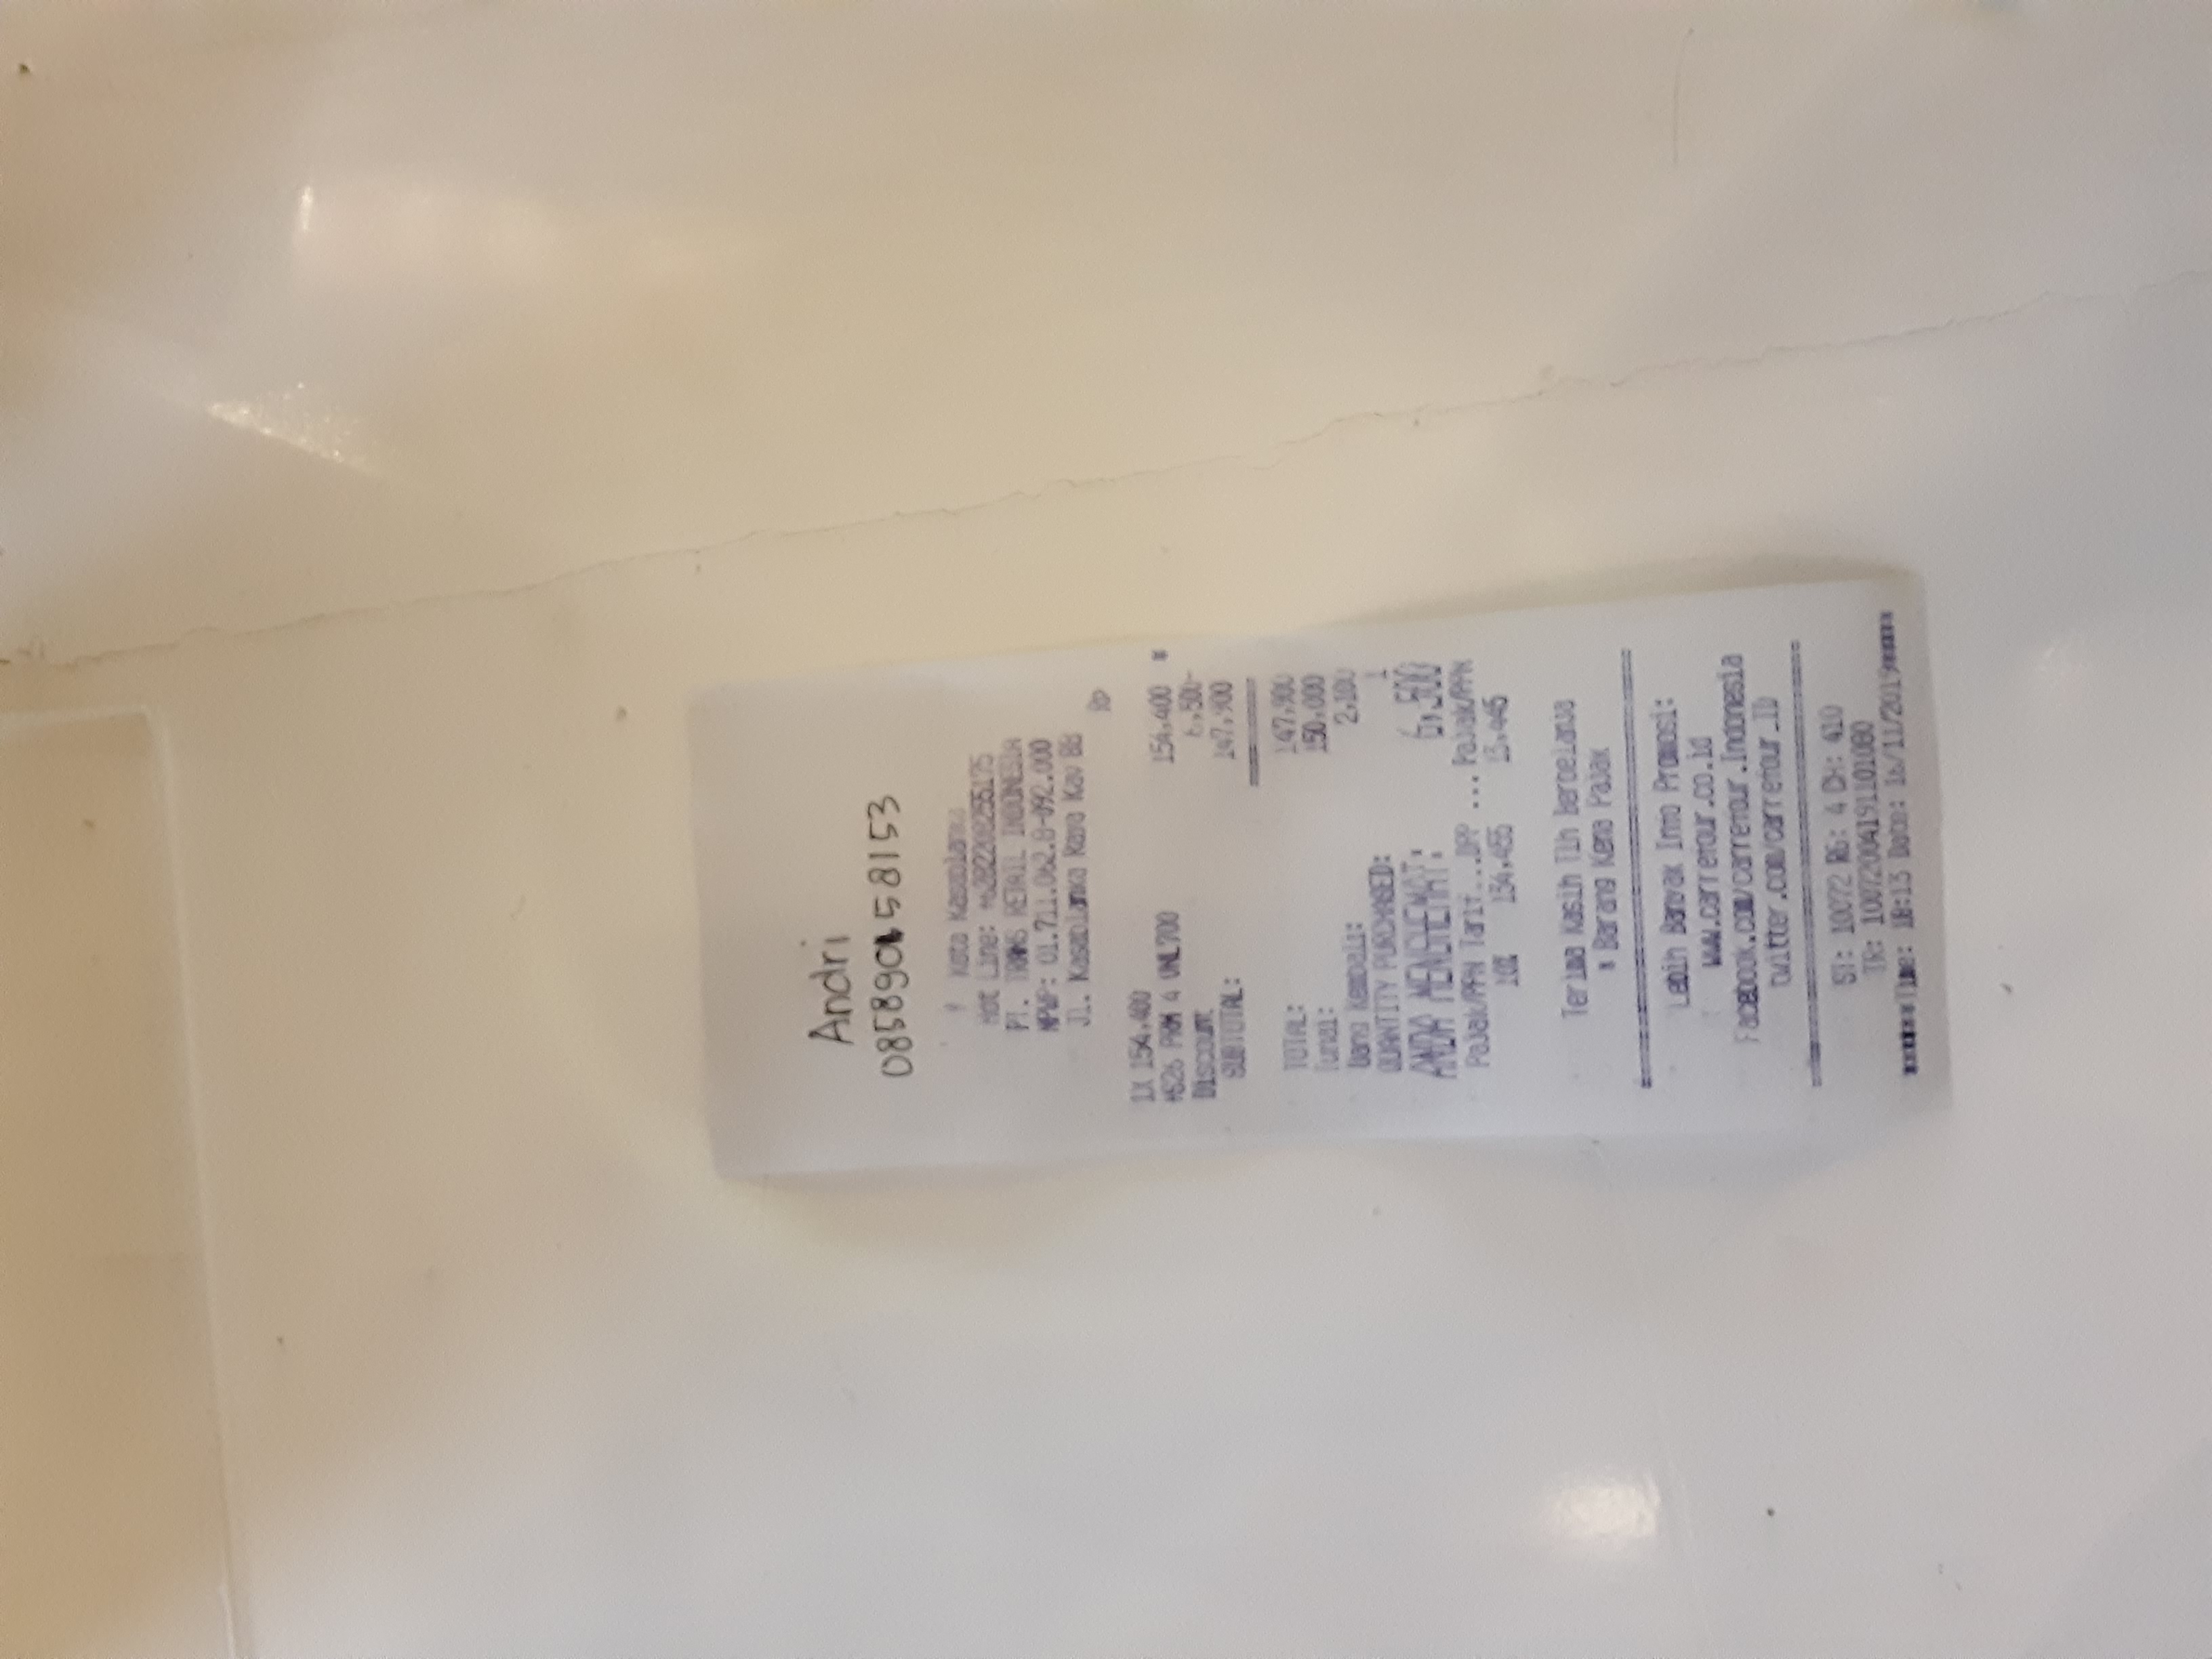 Andri
085890158153
Kota Kasablanka
Hot Line: +6282208255175
PT. TRANS RETAIL INDONESIA
NPWP: 01.711.062.8-092.000
Jl. Kasablanka Raya Kav 88
Rp
1X 154,400
#S26 PRM 4 VNL700 154,400 *
Discount 6,500-
SUBTOTAL: 147,900
TOTAL: 147,900
Tunai: 150,000
Uang Kembali: 2,100
QUANTITY PURCHASED: 1
ANDA MENGHEMAT: 6,500
Pajak/PPN Tarif...DPP ... Pajak/PPN
10% 134,455 13,445
Terima Kasih Tlh Berbelanja
* Barang Kena Pajak
Lebih Banyak Info Promosi:
www.carrefour.co.id
Facebook.com/carrefour.Indonesia
twitter.com/carrefour_ID
ST: 10072 RG: 4 CH: 410
TR: 10072004191101080
******Time: 18:13 Date: 16/11/2019*****